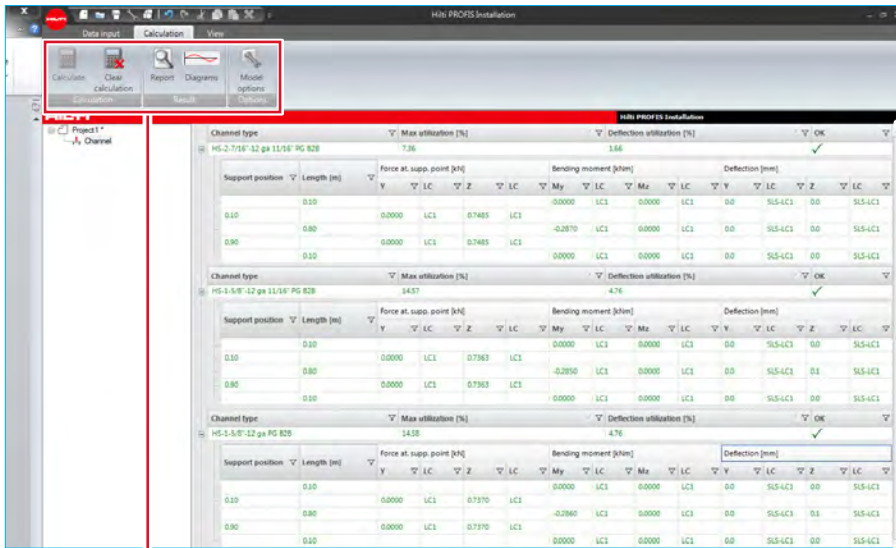 Hilti PROFIS Installation
Data input Calculation View
Calculate Clear calculation Report Diagrams Model options
Calculation Result Options
HILTI Hilti PROFIS Installation
Project1 *
Channel
Channel type Max utilization [%] Deflection utilization [%] OK
HS-2-7/16"-12 ga 11/16" PG 828 7.36 1.66
Support position Length [m] Force at. supp. point [kN] Bending moment [kNm] Deflection [mm]
Y LC Z LC My LC Mz LC Y LC Z LC
0.10 0.0000 LC1 0.0000 LC1 0.0 SLS-LC1 0.0 SLS-LC1
0.10 0.0000 LC1 0.7485 LC1
0.80 -0.2870 LC1 0.0000 LC1 0.0 SLS-LC1 0.0 SLS-LC1
0.90 0.0000 LC1 0.7485 LC1
0.10 0.0000 LC1 0.0000 LC1 0.0 SLS-LC1 0.0 SLS-LC1
Channel type Max utilization [%] Deflection utilization [%] OK
HS-1-5/8"-12 ga 11/16" PG 828 14.57 4.76
Support position Length [m] Force at. supp. point [kN] Bending moment [kNm] Deflection [mm]
Y LC Z LC My LC Mz LC Y LC Z LC
0.10 0.0000 LC1 0.0000 LC1 0.0 SLS-LC1 0.0 SLS-LC1
0.10 0.0000 LC1 0.7363 LC1
0.80 -0.2850 LC1 0.0000 LC1 0.0 SLS-LC1 0.1 SLS-LC1
0.90 0.0000 LC1 0.7363 LC1
0.10 0.0000 LC1 0.0000 LC1 0.0 SLS-LC1 0.0 SLS-LC1
Channel type Max utilization [%] Deflection utilization [%] OK
HS-1-5/8"-12 ga PG 828 14.58 4.76
Support position Length [m] Force at. supp. point [kN] Bending moment [kNm] Deflection [mm]
Y LC Z LC My LC Mz LC Y LC Z LC
0.10 0.0000 LC1 0.0000 LC1 0.0 SLS-LC1 0.0 SLS-LC1
0.10 0.0000 LC1 0.7370 LC1
0.80 -0.2860 LC1 0.0000 LC1 0.0 SLS-LC1 0.1 SLS-LC1
0.90 0.0000 LC1 0.7370 LC1
0.10 0.0000 LC1 0.0000 LC1 0.0 SLS-LC1 0.0 SLS-LC1